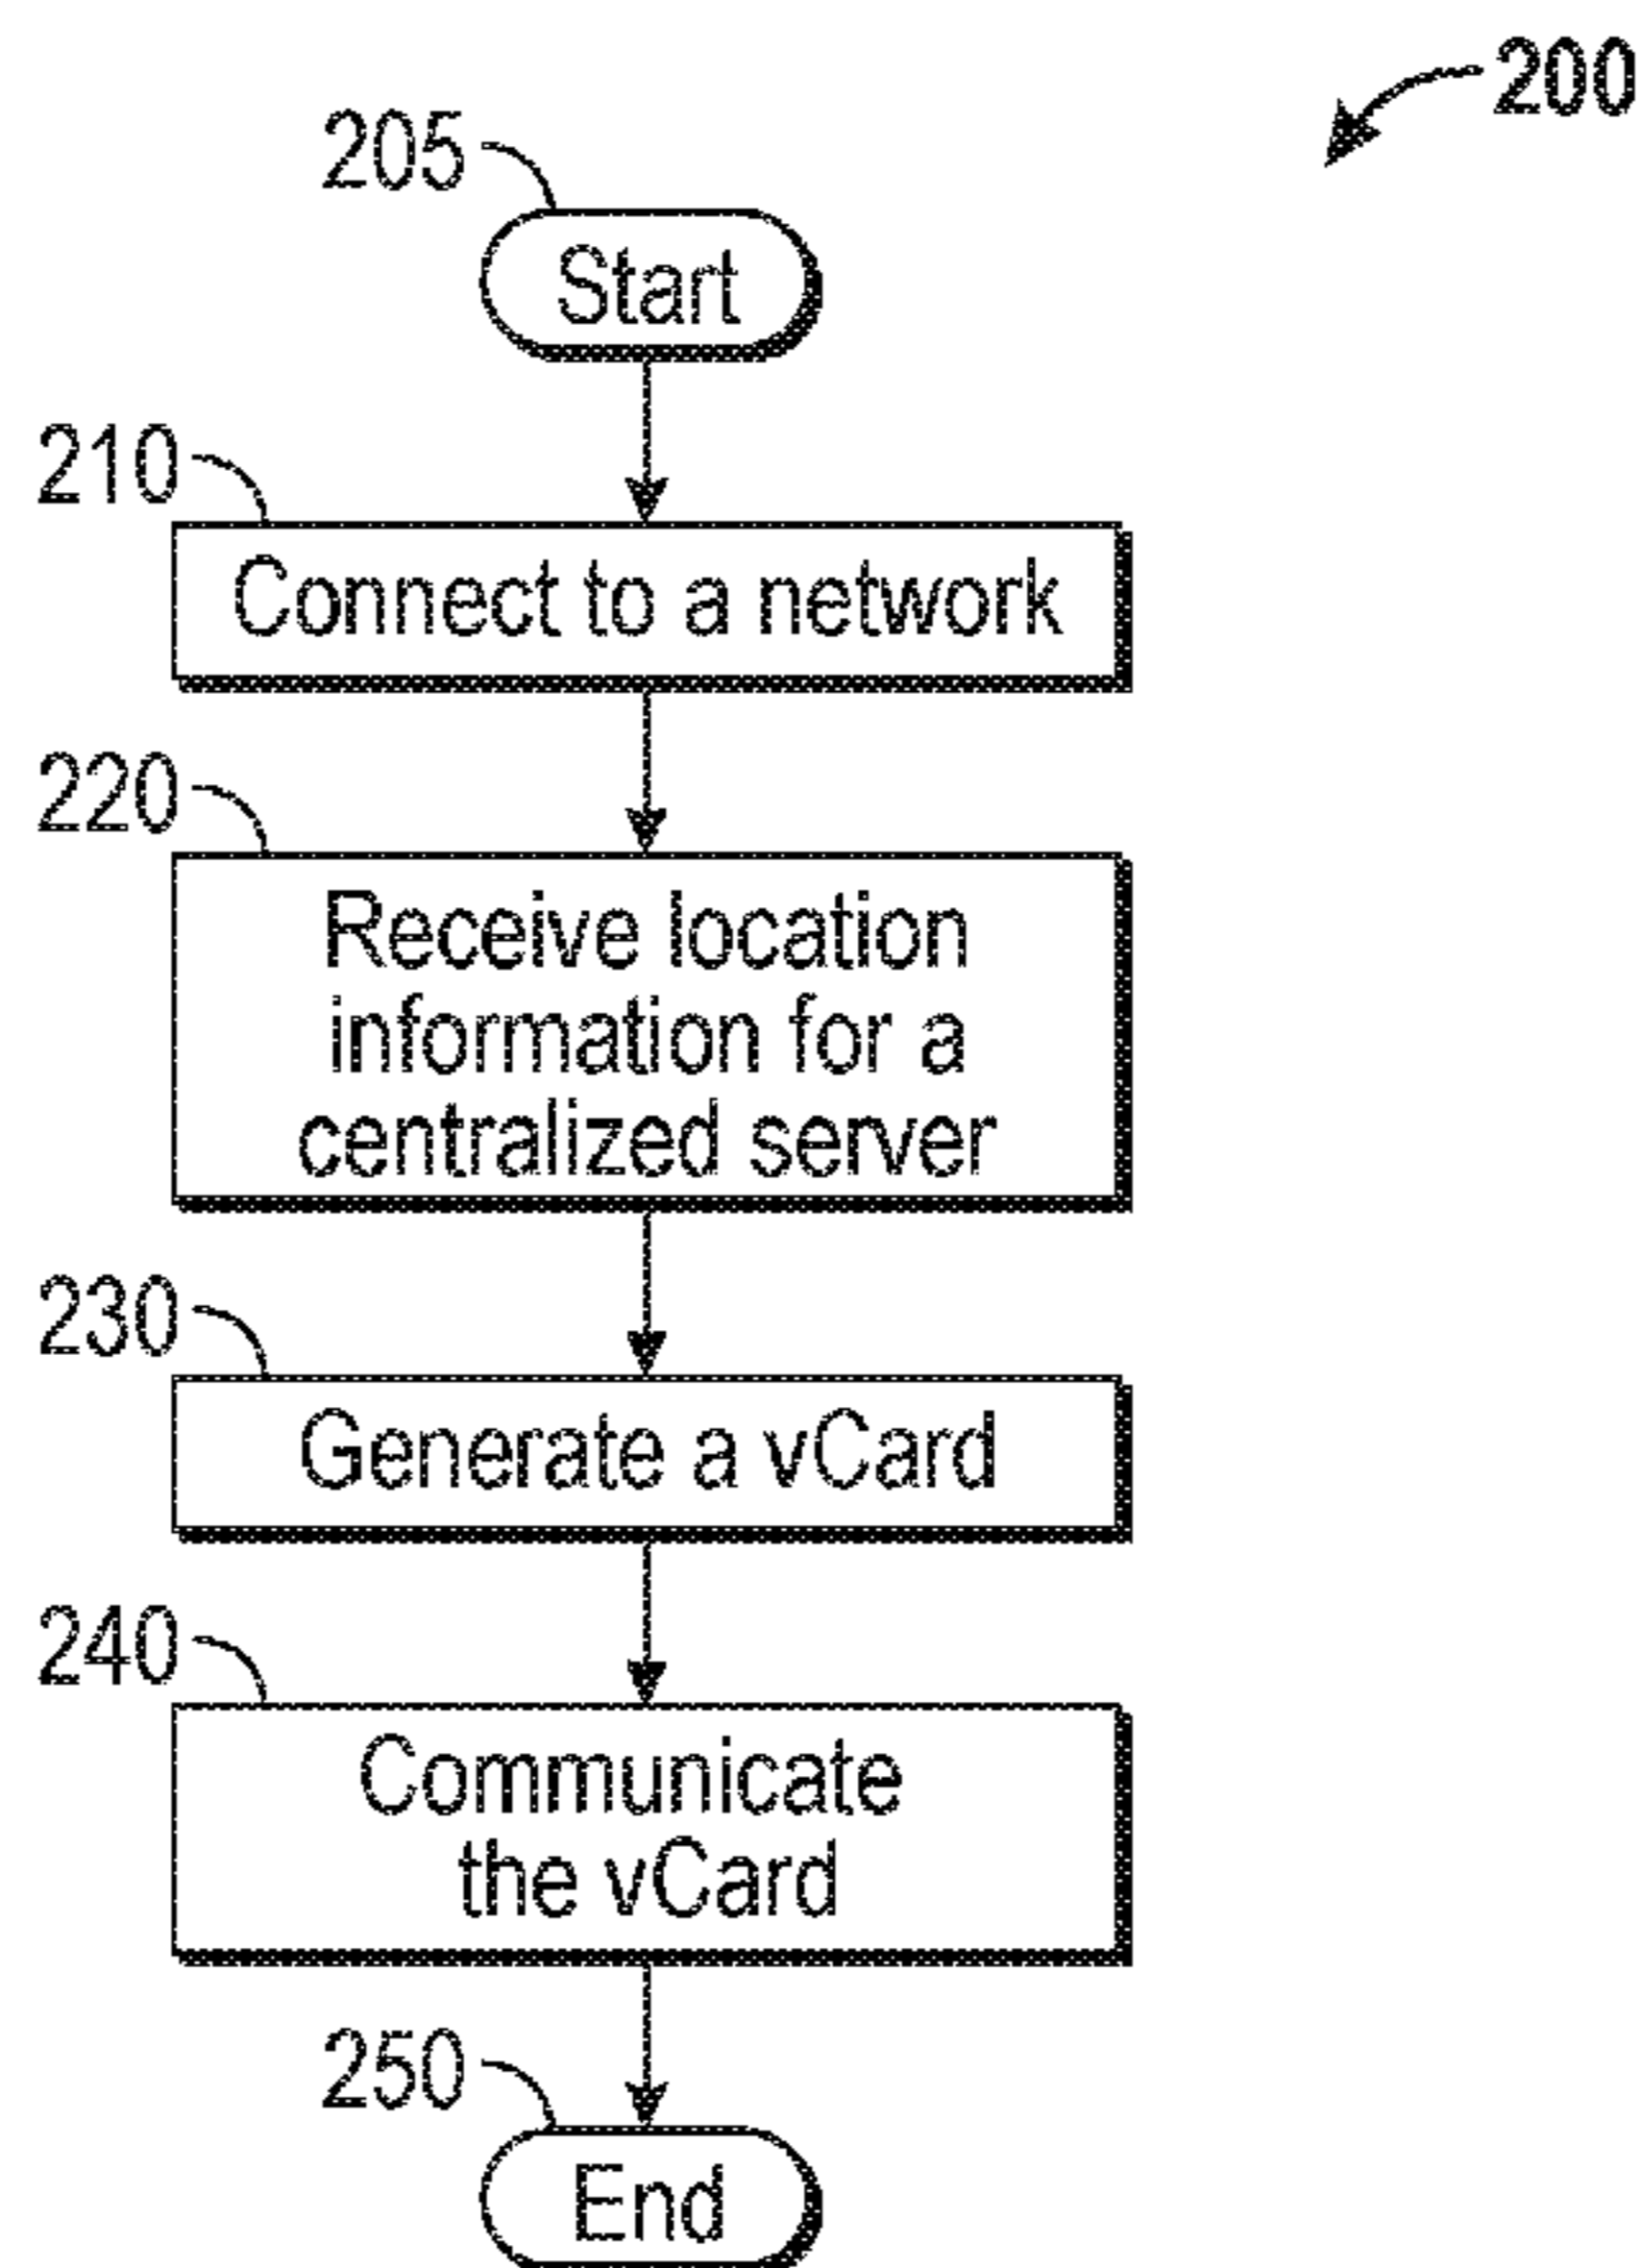 200
205
Start
210
Connect to a network
220
Receive location
information for a
centralized server
230
Generate a vCard
240
Communicate
the vCard
250
End